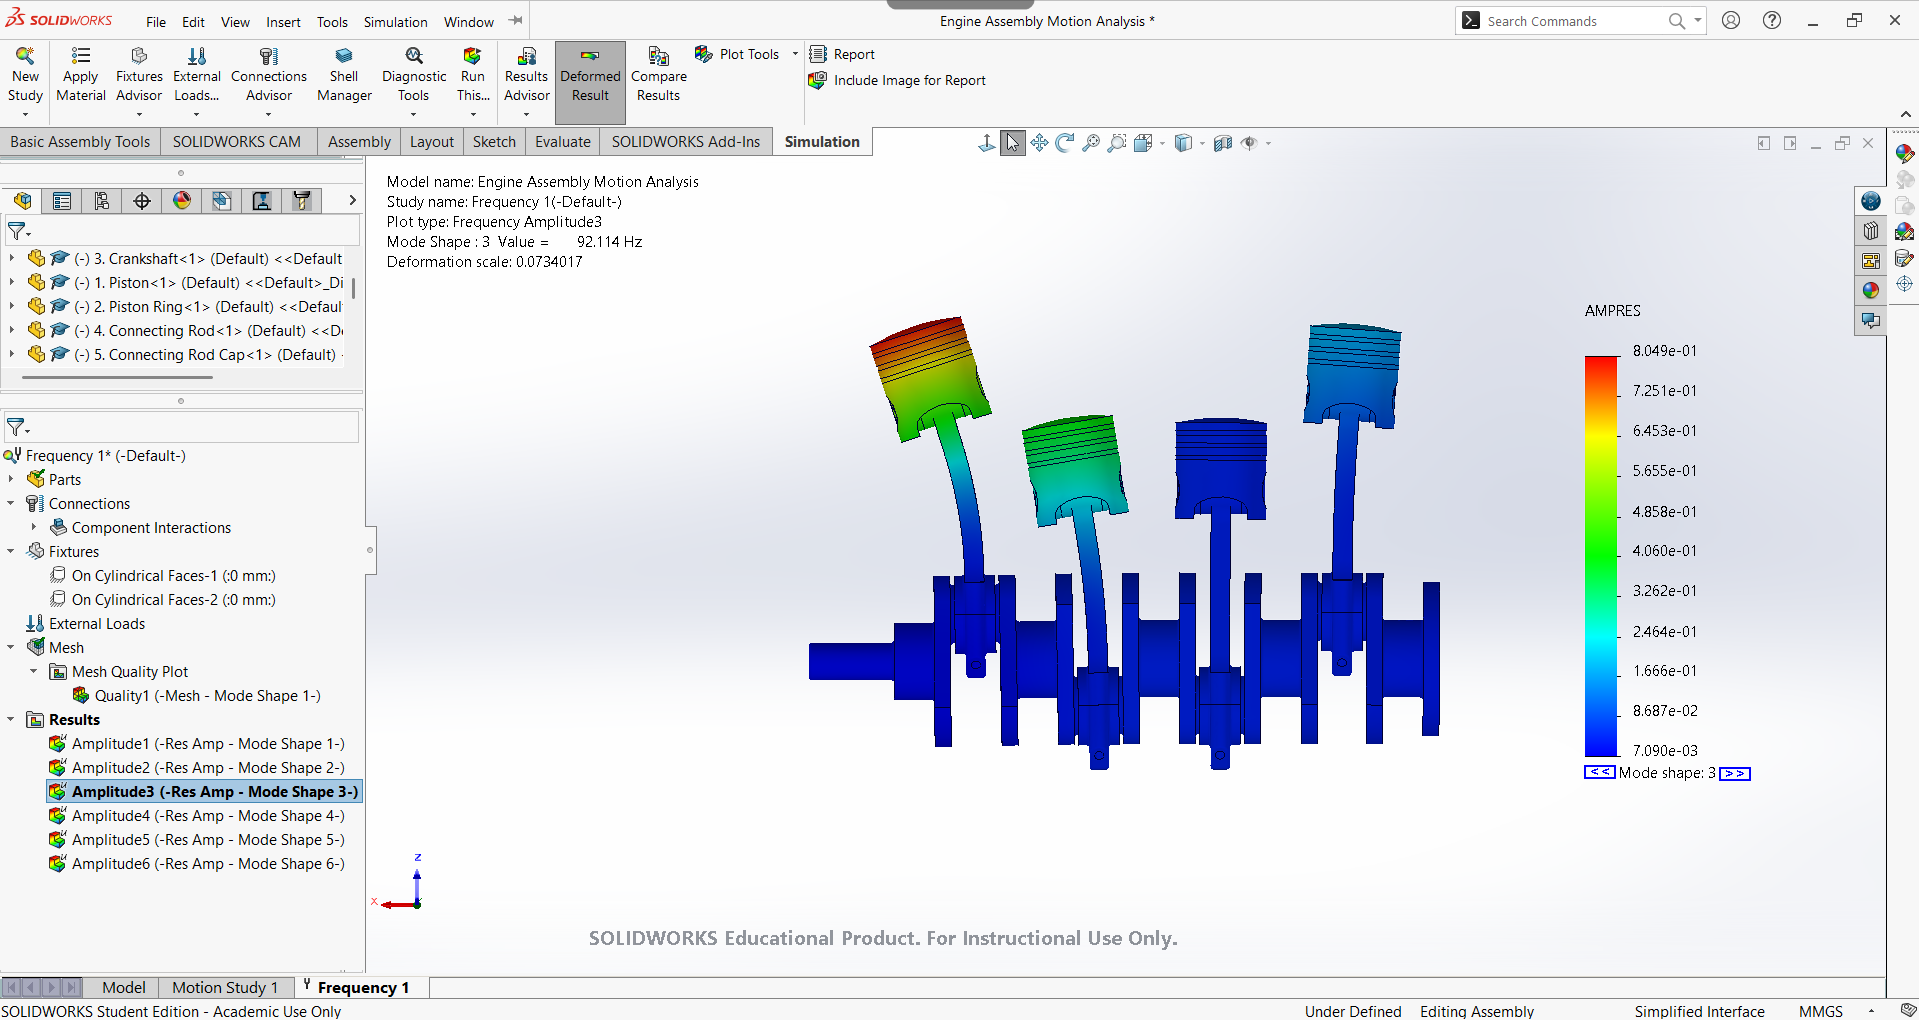 SOLIDWORKS
File Edit View Insert Tools Simulation Window
Engine Assembly Motion Analysis *
Search Commands
New Study
Apply Material
Fixtures Advisor
External Loads...
Connections Advisor
Shell Manager
Diagnostic Tools
Run This...
Results Advisor
Deformed Result
Compare Results
Plot Tools
Report
Include Image for Report
Basic Assembly Tools SOLIDWORKS CAM Assembly Layout Sketch Evaluate SOLIDWORKS Add-Ins Simulation
(-) 3. Crankshaft<1> (Default) <<Default
(-) 1. Piston<1> (Default) <<Default>_Di
(-) 2. Piston Ring<1> (Default) <<Defaul
(-) 4. Connecting Rod<1> (Default) <<D
(-) 5. Connecting Rod Cap<1> (Default)
Frequency 1* (-Default-)
Parts
Connections
Component Interactions
Fixtures
On Cylindrical Faces-1 (:0 mm:)
On Cylindrical Faces-2 (:0 mm:)
External Loads
Mesh
Mesh Quality Plot
Quality1 (-Mesh - Mode Shape 1-)
Results
Amplitude1 (-Res Amp - Mode Shape 1-)
Amplitude2 (-Res Amp - Mode Shape 2-)
Amplitude3 (-Res Amp - Mode Shape 3-)
Amplitude4 (-Res Amp - Mode Shape 4-)
Amplitude5 (-Res Amp - Mode Shape 5-)
Amplitude6 (-Res Amp - Mode Shape 6-)
Model name: Engine Assembly Motion Analysis
Study name: Frequency 1(-Default-)
Plot type: Frequency Amplitude3
Mode Shape : 3 Value = 92.114 Hz
Deformation scale: 0.0734017
AMPRES
8.049e-01
7.251e-01
6.453e-01
5.655e-01
4.858e-01
4.060e-01
3.262e-01
2.464e-01
1.666e-01
8.687e-02
7.090e-03
<< Mode shape: 3 >>
z
x
SOLIDWORKS Educational Product. For Instructional Use Only.
Model Motion Study 1 Frequency 1
SOLIDWORKS Student Edition - Academic Use Only
Under Defined Editing Assembly Simplified Interface MMGS